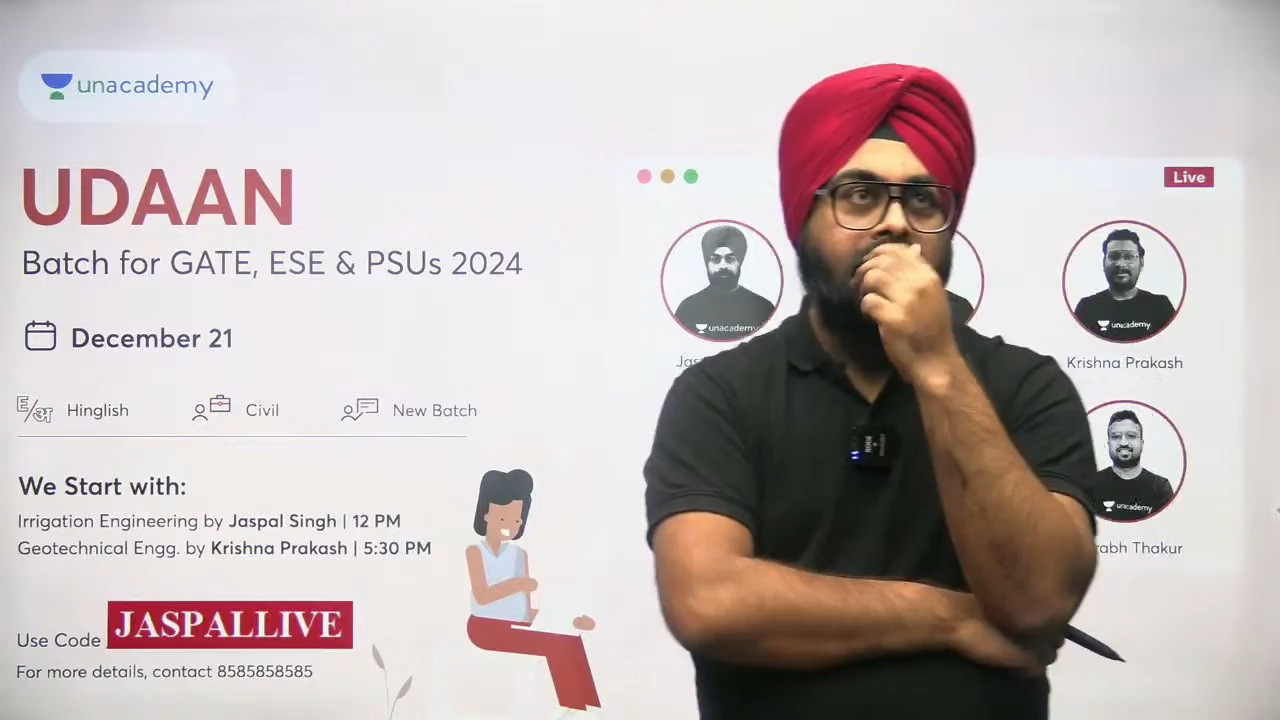 unacademy
UDAAN
Batch for GATE, ESE & PSUs 2024
December 21
Hinglish
Civil
New Batch
We Start with:
Irrigation Engineering by Jaspal Singh | 12 PM
Geotechnical Engg. by Krishna Prakash | 5:30 PM
Use Code JASPALLIVE
For more details, contact 8585858585
Live
unacademy
unacademy
Krishna Prakash
unacademy
Thakur
RODE